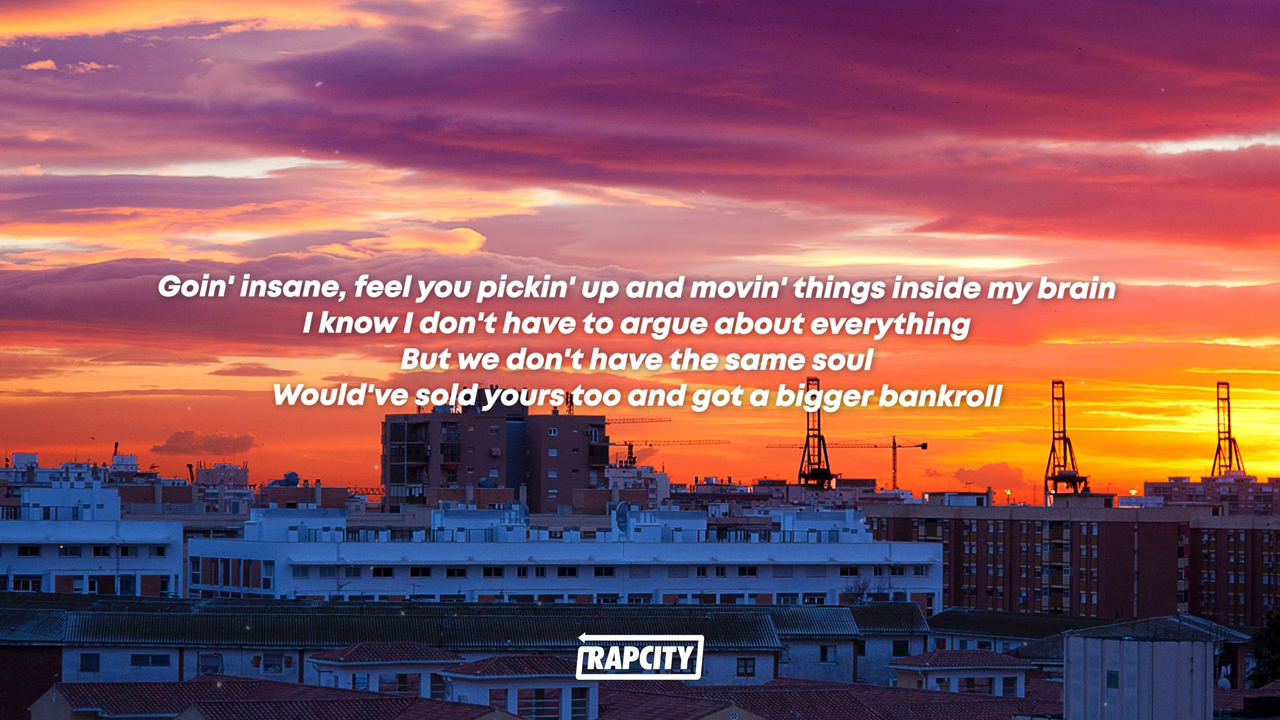 Goin' insane, feel you pickin' up and movin' things inside my brain
I know I don't have to argue about everything
But we don't have the same soul
Would've sold yours too and got a bigger bankroll
RAPCITY